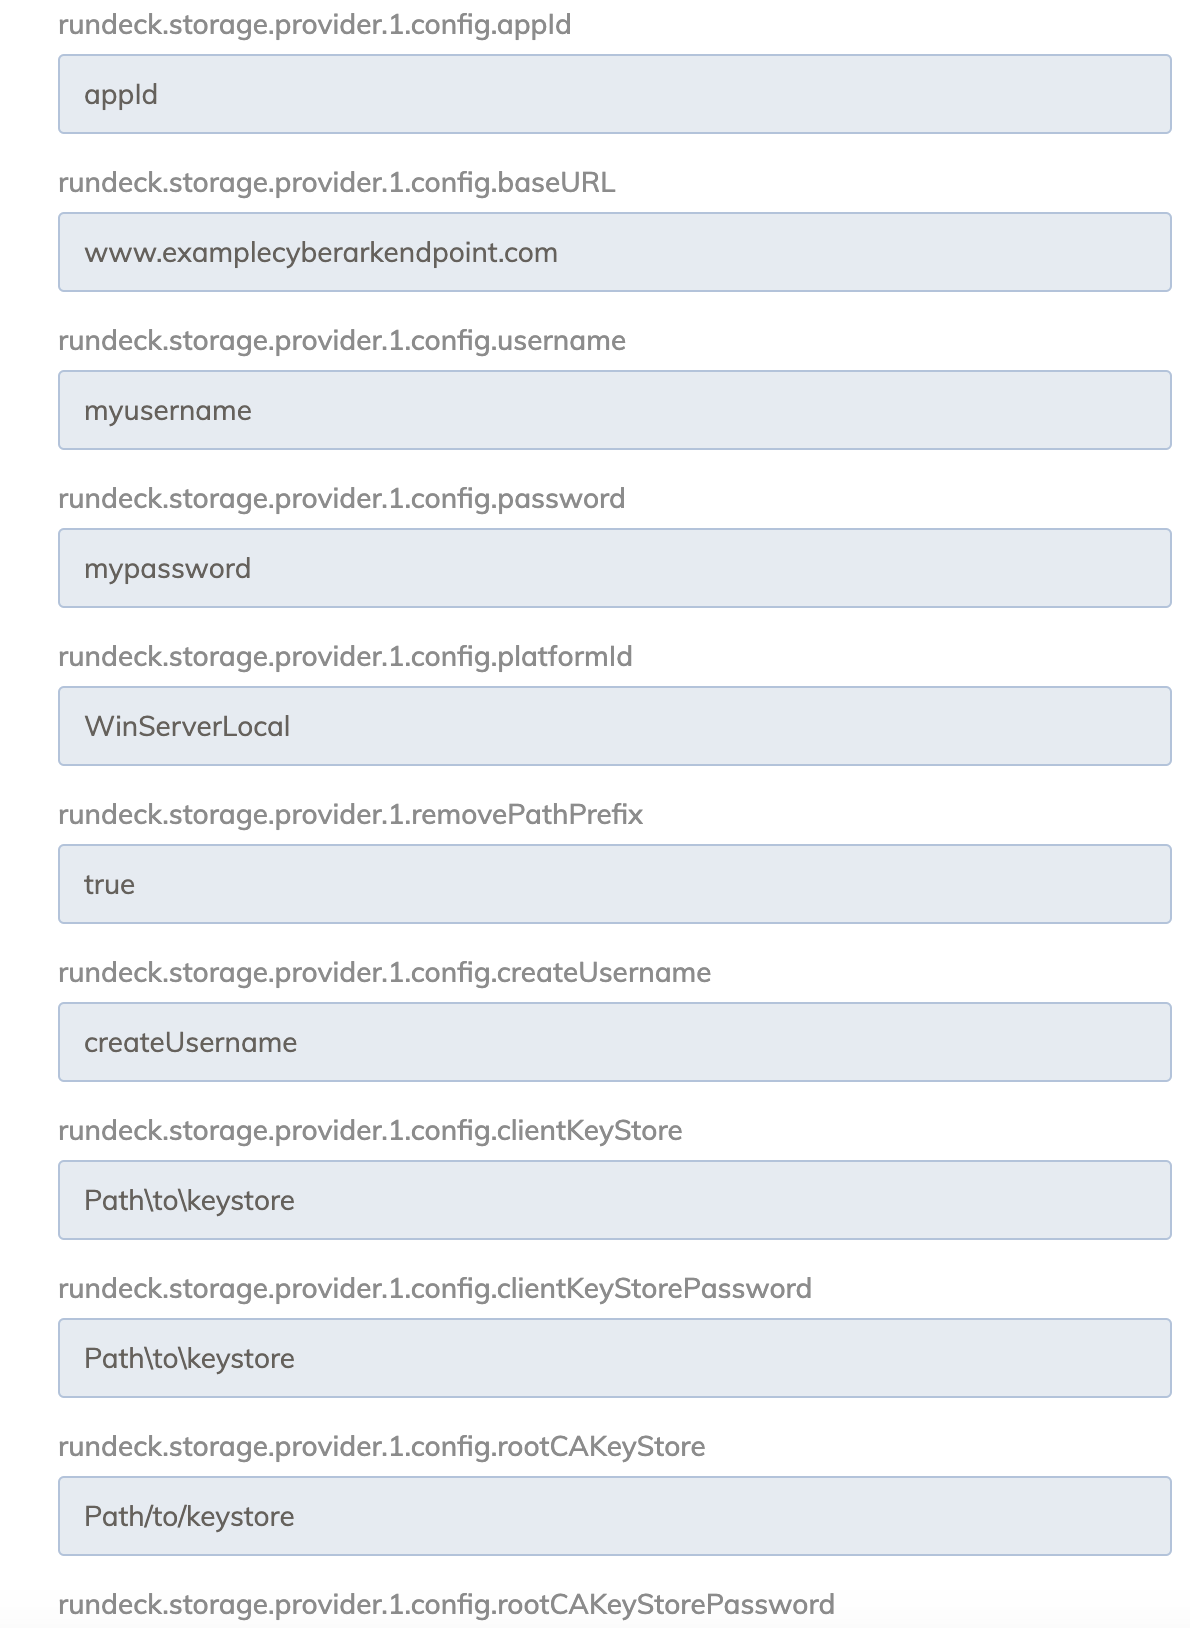 rundeck.storage.provider.1.config.appId
appId
rundeck.storage.provider.1.config.baseURL
www.examplecyberarkendpoint.com
rundeck.storage.provider.1.config.username
myusername
rundeck.storage.provider.1.config.password
mypassword
rundeck.storage.provider.1.config.platformId
WinServerLocal
rundeck.storage.provider.1.removePathPrefix
true
rundeck.storage.provider.1.config.createUsername
createUsername
rundeck.storage.provider.1.config.clientKeyStore
Path\to\keystore
rundeck.storage.provider.1.config.clientKeyStorePassword
Path\to\keystore
rundeck.storage.provider.1.config.rootCAKeyStore
Path/to/keystore
rundeck.storage.provider.1.config.rootCAKeyStorePassword